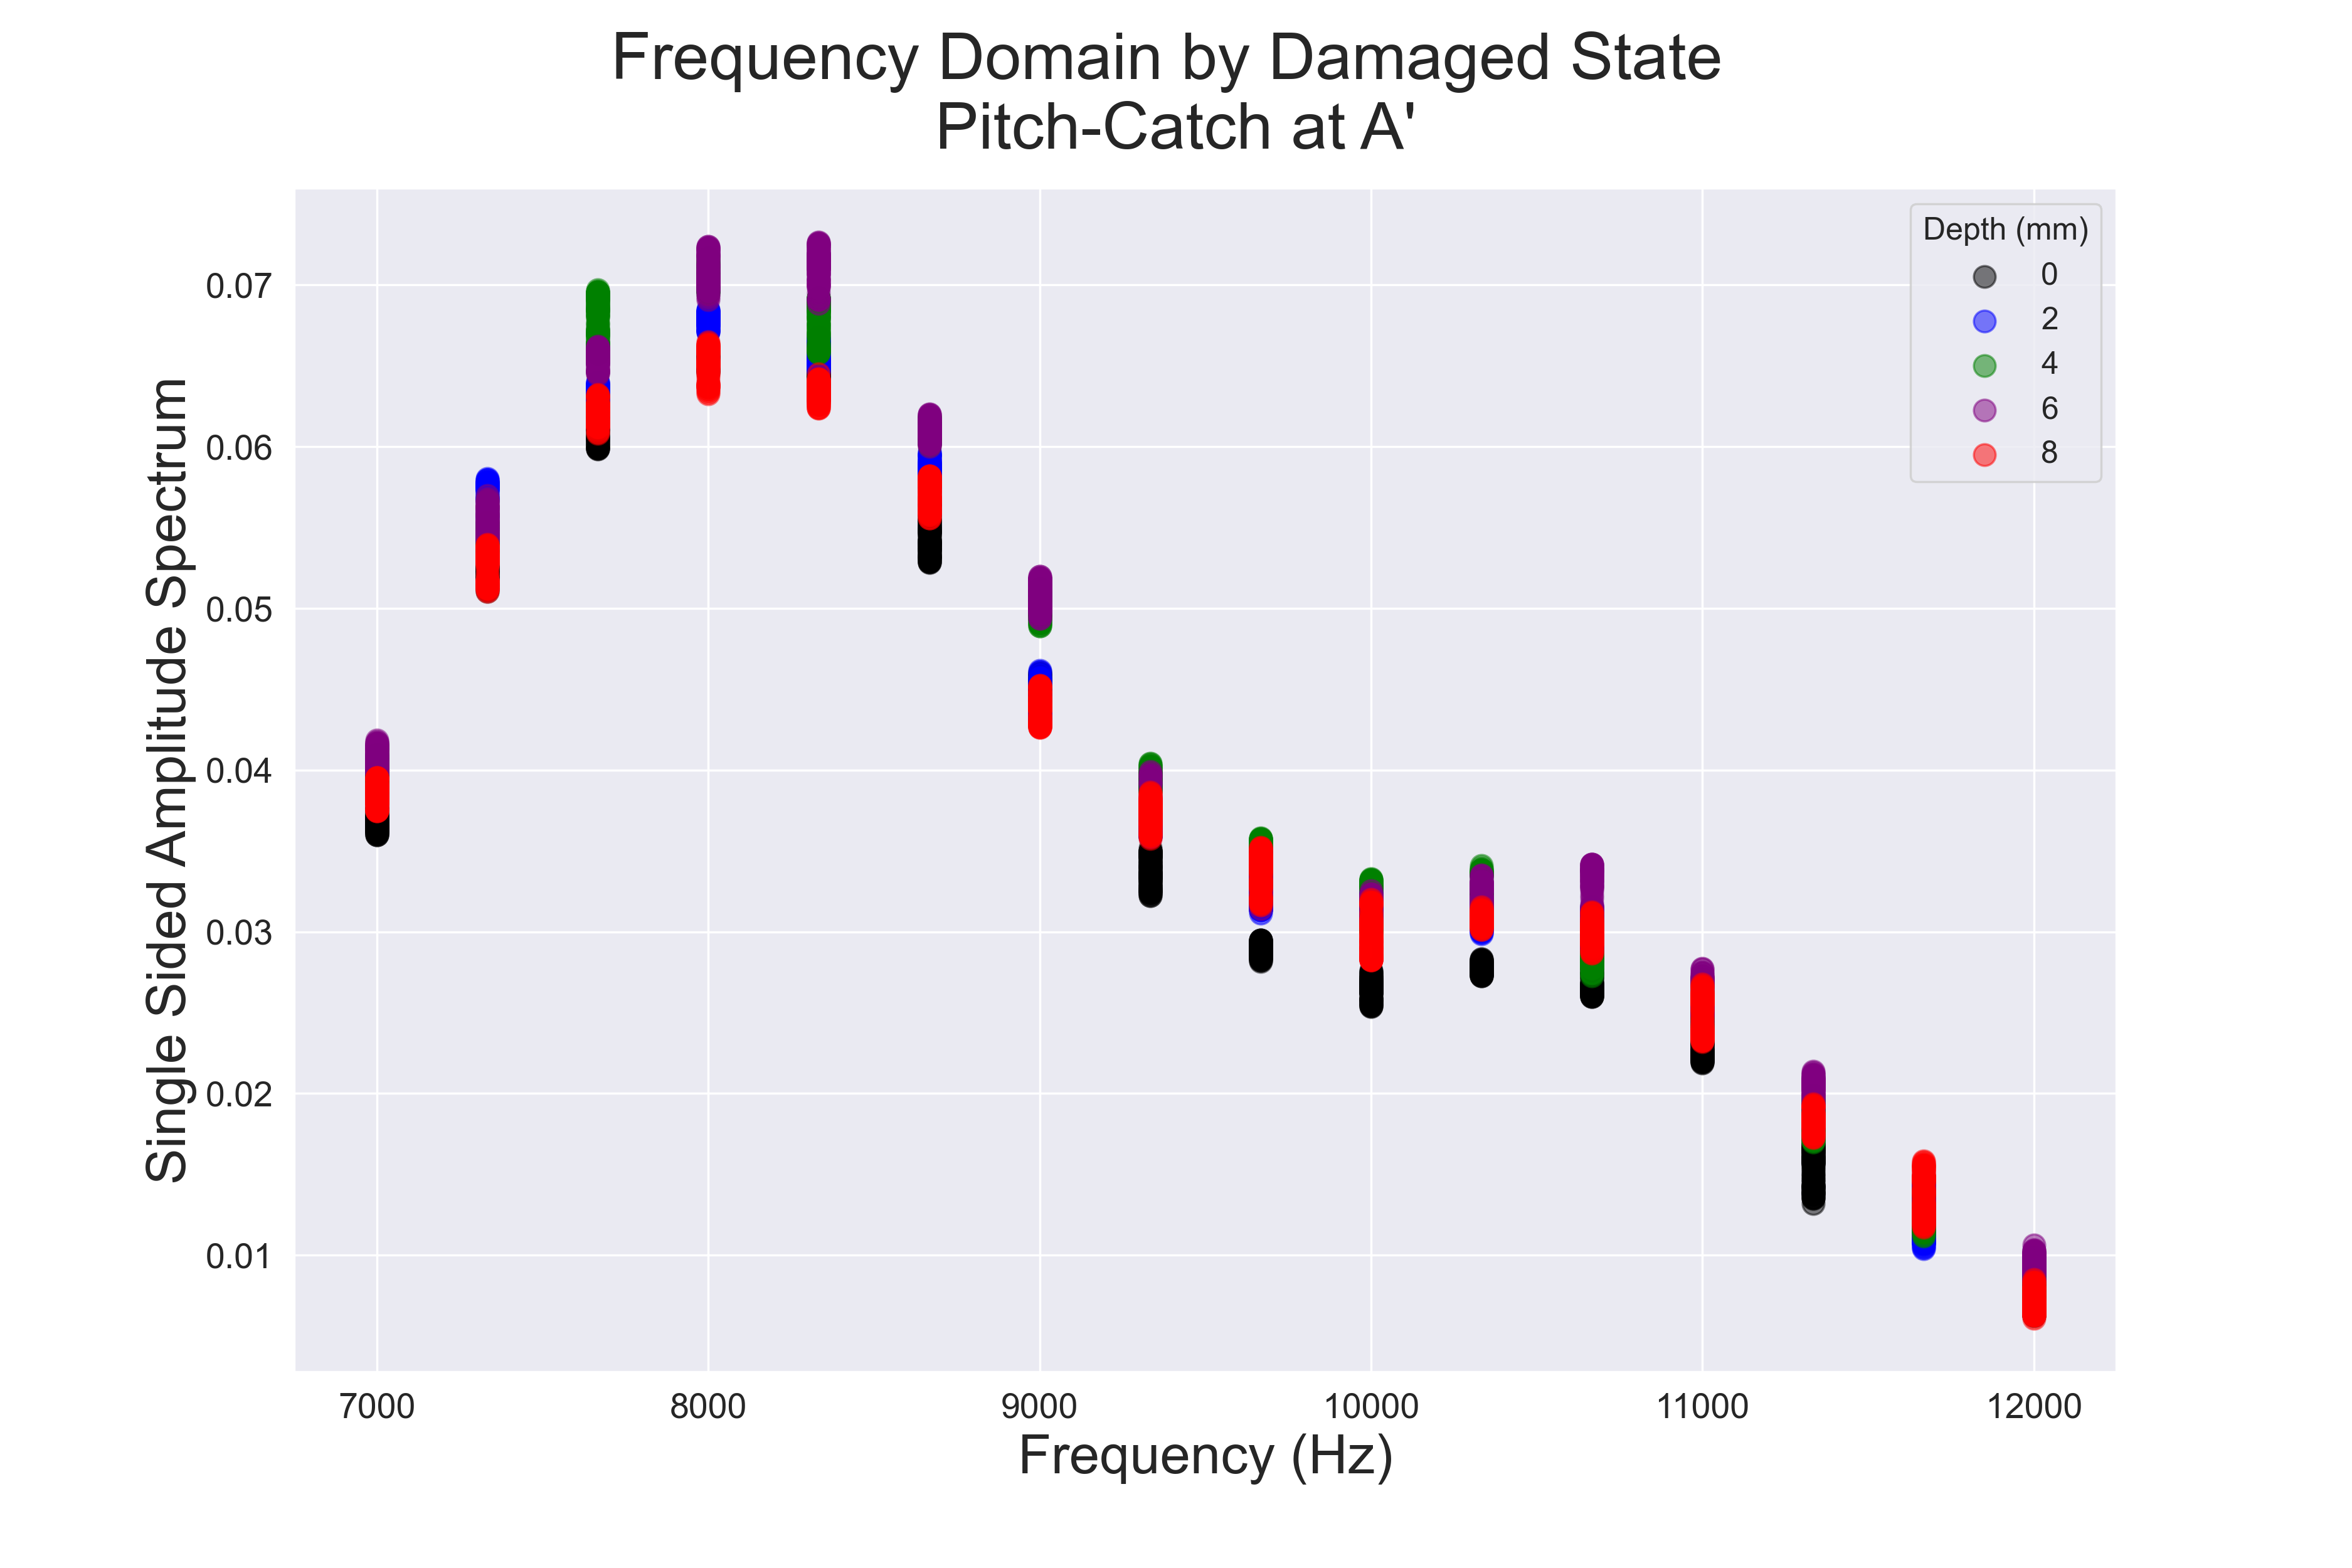 Frequency Domain by Damaged State
Pitch-Catch at A'
Single Sided Amplitude Spectrum
0.07
0.06
0.05
0.04
0.03
0.02
0.01
Depth (mm)
0
2
4
6
8
7000 8000 9000 10000 11000 12000
Frequency (Hz)